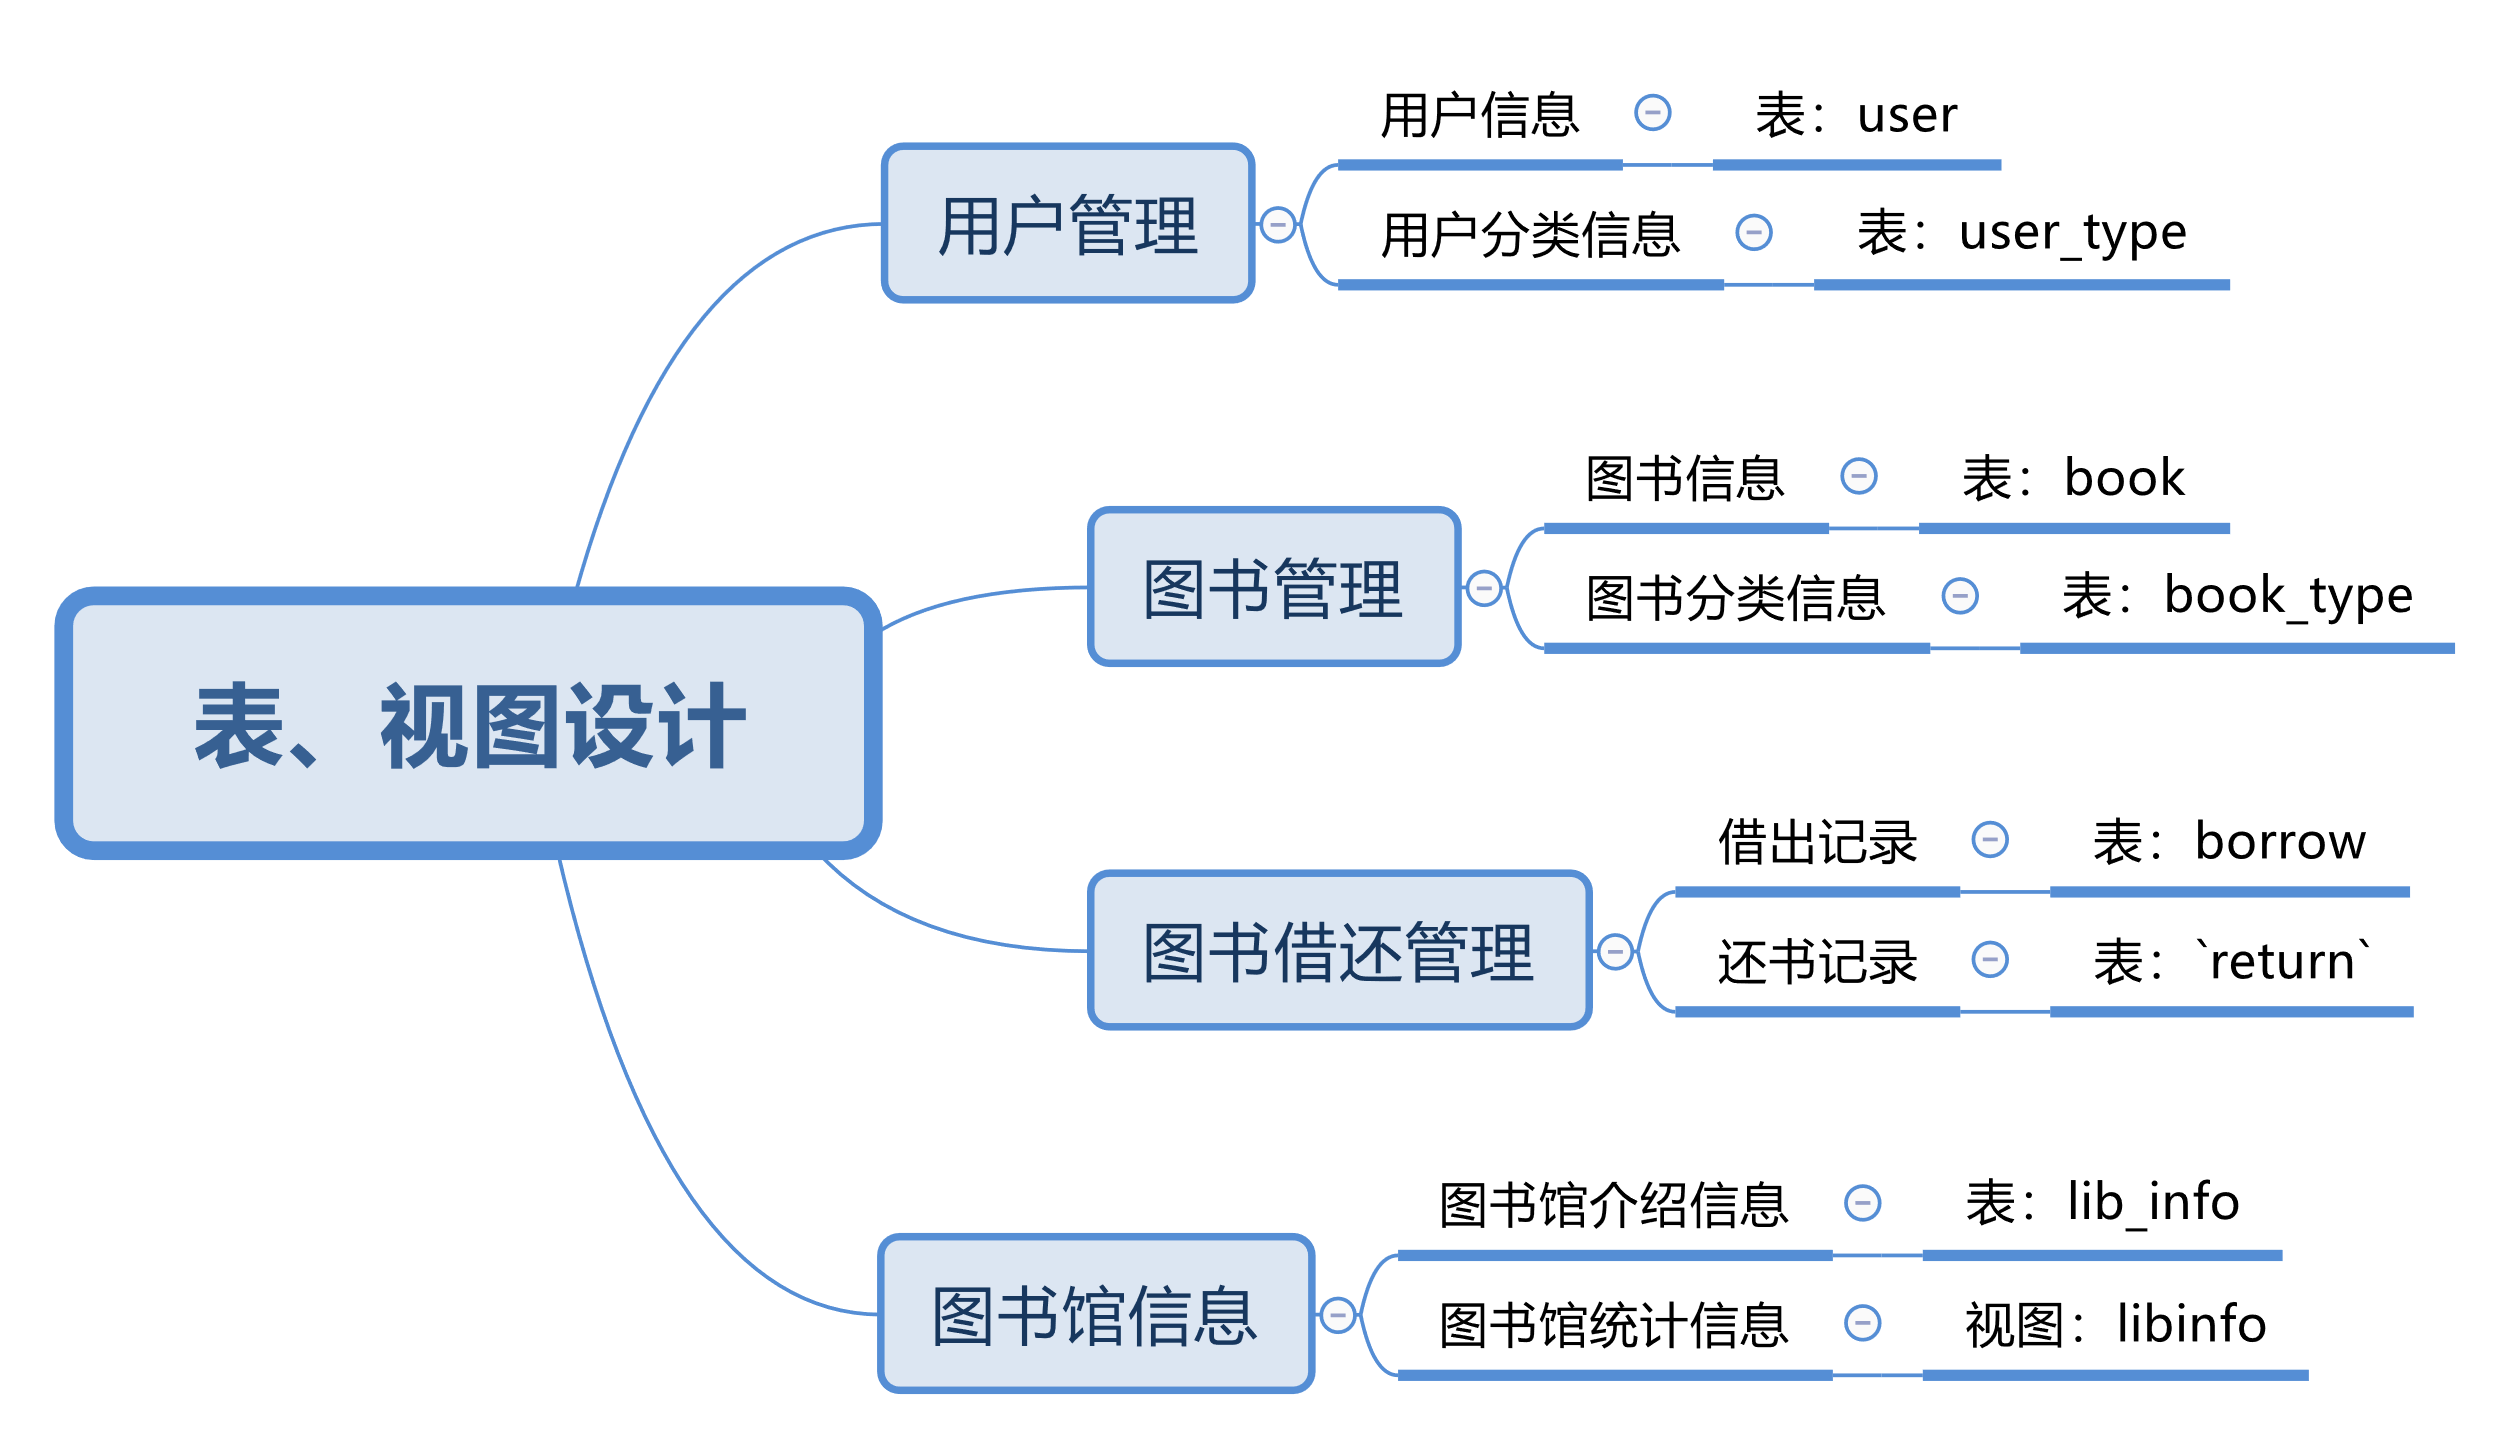 表、视图设计
用户管理
用户信息
表：user
用户分类信息
表：user_type
图书管理
图书信息
表：book
图书分类信息
表：book_type
图书借还管理
借出记录
表：borrow
还书记录
表：`return`
图书馆信息
图书馆介绍信息
表：lib_info
图书馆统计信息
视图：libinfo